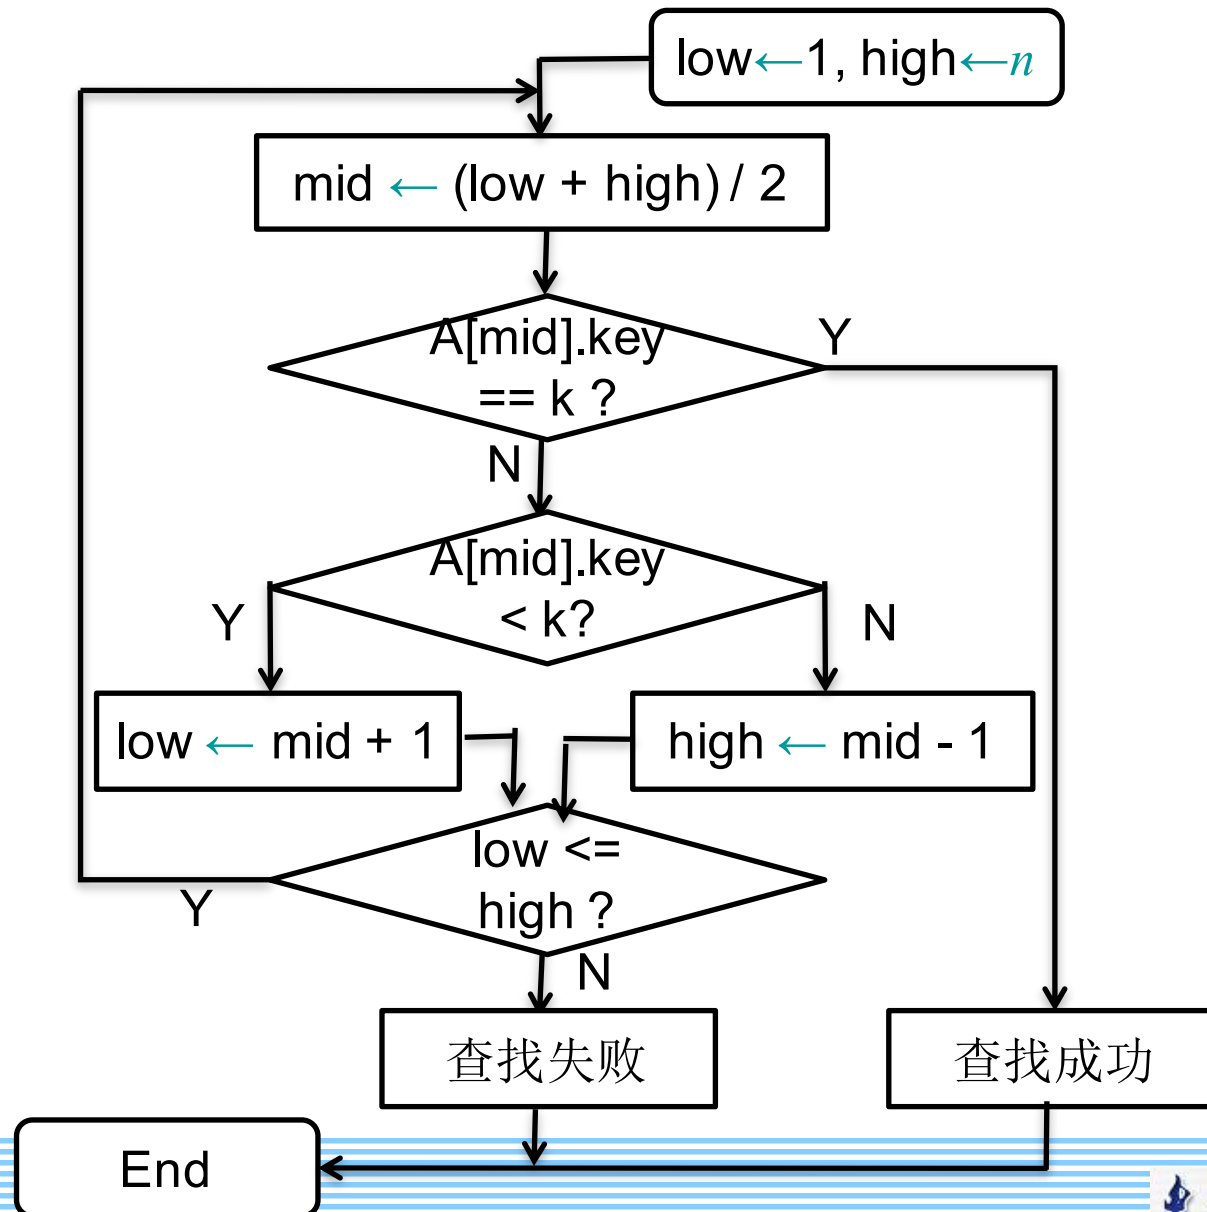 low←1, high←n
mid ← (low + high) / 2
A[mid].key
== k ?
Y
N
A[mid].key
< k?
Y
N
low ← mid + 1
high ← mid - 1
low <=
high ?
Y
N
查找失败
查找成功
End